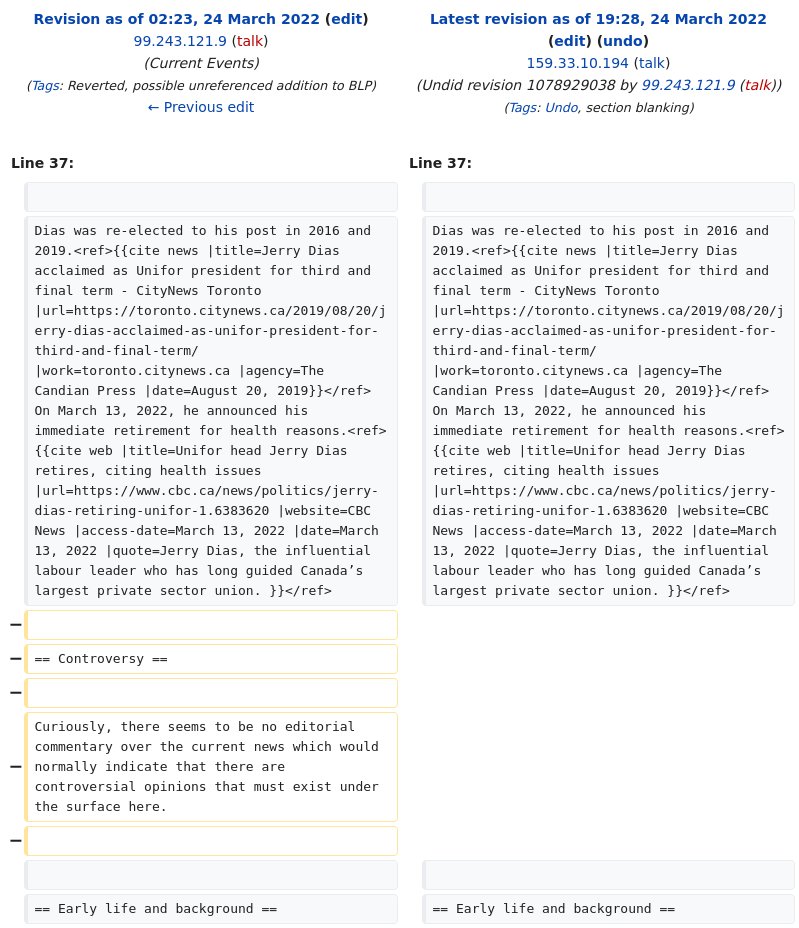 Revision as of 02:23, 24 March 2022 (edit)
99.243.121.9 (talk)
(Current Events)
(Tags: Reverted, possible unreferenced addition to BLP)
← Previous edit
Latest revision as of 19:28, 24 March 2022
(edit) (undo)
159.33.10.194 (talk)
(Undid revision 1078929038 by 99.243.121.9 (talk))
(Tags: Undo, section blanking)
Line 37:
Line 37:
Dias was re-elected to his post in 2016 and
2019.<ref>{{cite news |title=Jerry Dias
acclaimed as Unifor president for third and
final term - CityNews Toronto
|url=https://toronto.citynews.ca/2019/08/20/j
erry-dias-acclaimed-as-unifor-president-for-
third-and-final-term/
|work=toronto.citynews.ca |agency=The
Candian Press |date=August 20, 2019}}</ref>
On March 13, 2022, he announced his
immediate retirement for health reasons.<ref>
{{cite web |title=Unifor head Jerry Dias
retires, citing health issues
|url=https://www.cbc.ca/news/politics/jerry-
dias-retiring-unifor-1.6383620 |website=CBC
News |access-date=March 13, 2022 |date=March
13, 2022 |quote=Jerry Dias, the influential
labour leader who has long guided Canada’s
largest private sector union. }}</ref>
Dias was re-elected to his post in 2016 and
2019.<ref>{{cite news |title=Jerry Dias
acclaimed as Unifor president for third and
final term - CityNews Toronto
|url=https://toronto.citynews.ca/2019/08/20/j
erry-dias-acclaimed-as-unifor-president-for-
third-and-final-term/
|work=toronto.citynews.ca |agency=The
Candian Press |date=August 20, 2019}}</ref>
On March 13, 2022, he announced his
immediate retirement for health reasons.<ref>
{{cite web |title=Unifor head Jerry Dias
retires, citing health issues
|url=https://www.cbc.ca/news/politics/jerry-
dias-retiring-unifor-1.6383620 |website=CBC
News |access-date=March 13, 2022 |date=March
13, 2022 |quote=Jerry Dias, the influential
labour leader who has long guided Canada’s
largest private sector union. }}</ref>
−
− == Controversy ==
−
Curiously, there seems to be no editorial
commentary over the current news which would
− normally indicate that there are
controversial opinions that must exist under
the surface here.
−
== Early life and background ==
== Early life and background ==